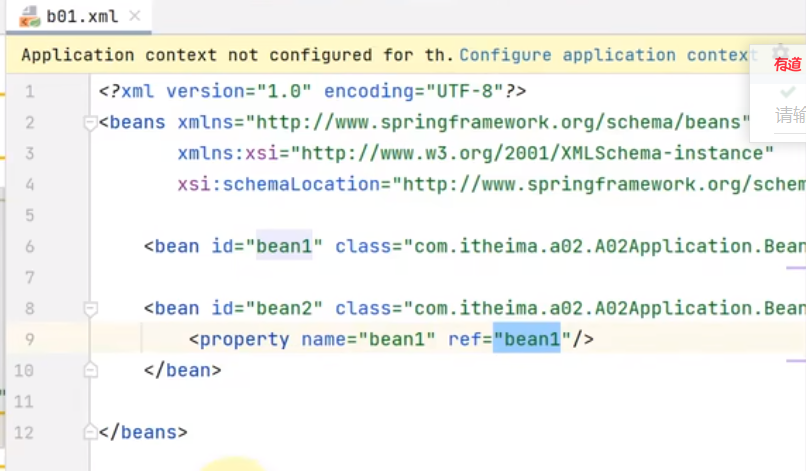 b01.xml
Application context not configured for th. Configure application context
有道
请输
1 <?xml version="1.0" encoding="UTF-8"?>
2 <beans xmlns="http://www.springframework.org/schema/beans"
3 xmlns:xsi="http://www.w3.org/2001/XMLSchema-instance"
4 xsi:schemaLocation="http://www.springframework.org/schem
5
6 <bean id="bean1" class="com.itheima.a02.A02Application.Bean
7
8 <bean id="bean2" class="com.itheima.a02.A02Application.Bean
9 <property name="bean1" ref="bean1"/>
10 </bean>
11
12 </beans>